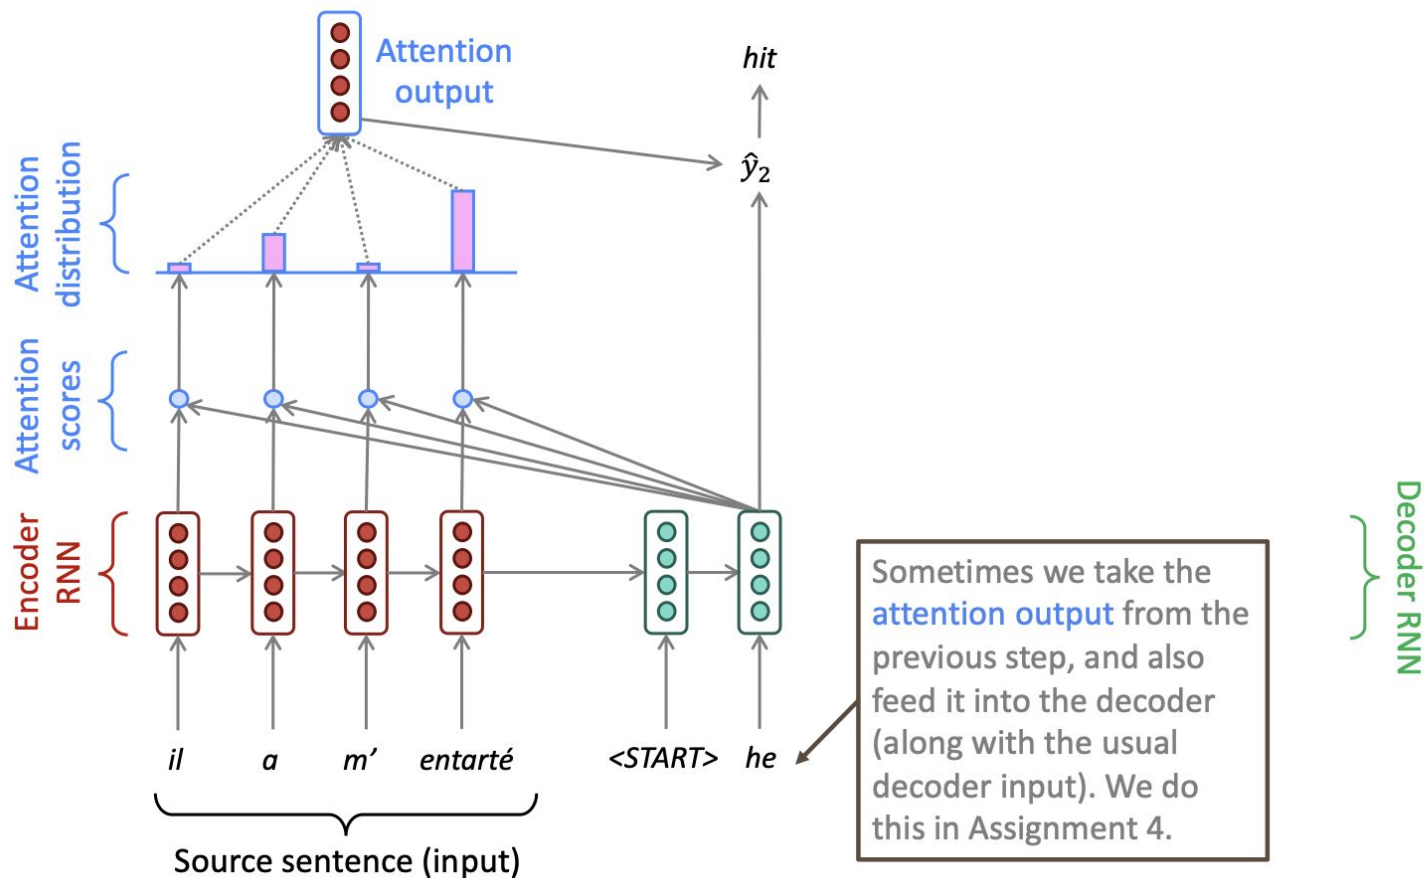 Attention
output
hit
ŷ₂
Attention
distribution
Attention
scores
Encoder
RNN
Decoder RNN
Sometimes we take the
attention output from the
previous step, and also
feed it into the decoder
(along with the usual
decoder input). We do
this in Assignment 4.
il a m’ entarté <START> he
Source sentence (input)